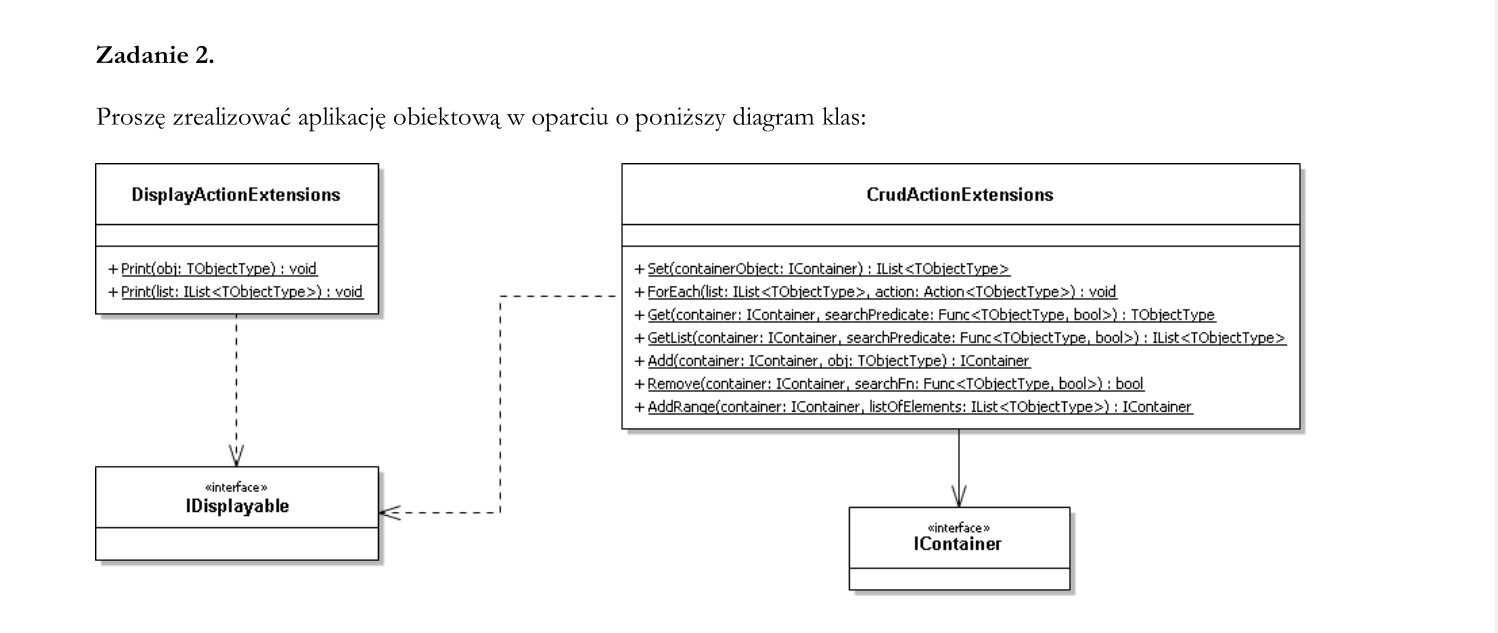 Zadanie 2.
Proszę zrealizować aplikację obiektową w oparciu o poniższy diagram klas:
DisplayActionExtensions
+ Print(obj: TObjectType) : void
+ Print(list: IList<TObjectType>) : void
CrudActionExtensions
+ Set(containerObject: IContainer) : IList<TObjectType>
+ ForEach(list: IList<TObjectType>, action: Action<TObjectType>) : void
+ Get(container: IContainer, searchPredicate: Func<TObjectType, bool>) : TObjectType
+ GetList(container: IContainer, searchPredicate: Func<TObjectType, bool>) : IList<TObjectType>
+ Add(container: IContainer, obj: TObjectType) : IContainer
+ Remove(container: IContainer, searchFn: Func<TObjectType, bool>) : bool
+ AddRange(container: IContainer, listOfElements: IList<TObjectType>) : IContainer
«interface»
IDisplayable
«interface»
IContainer